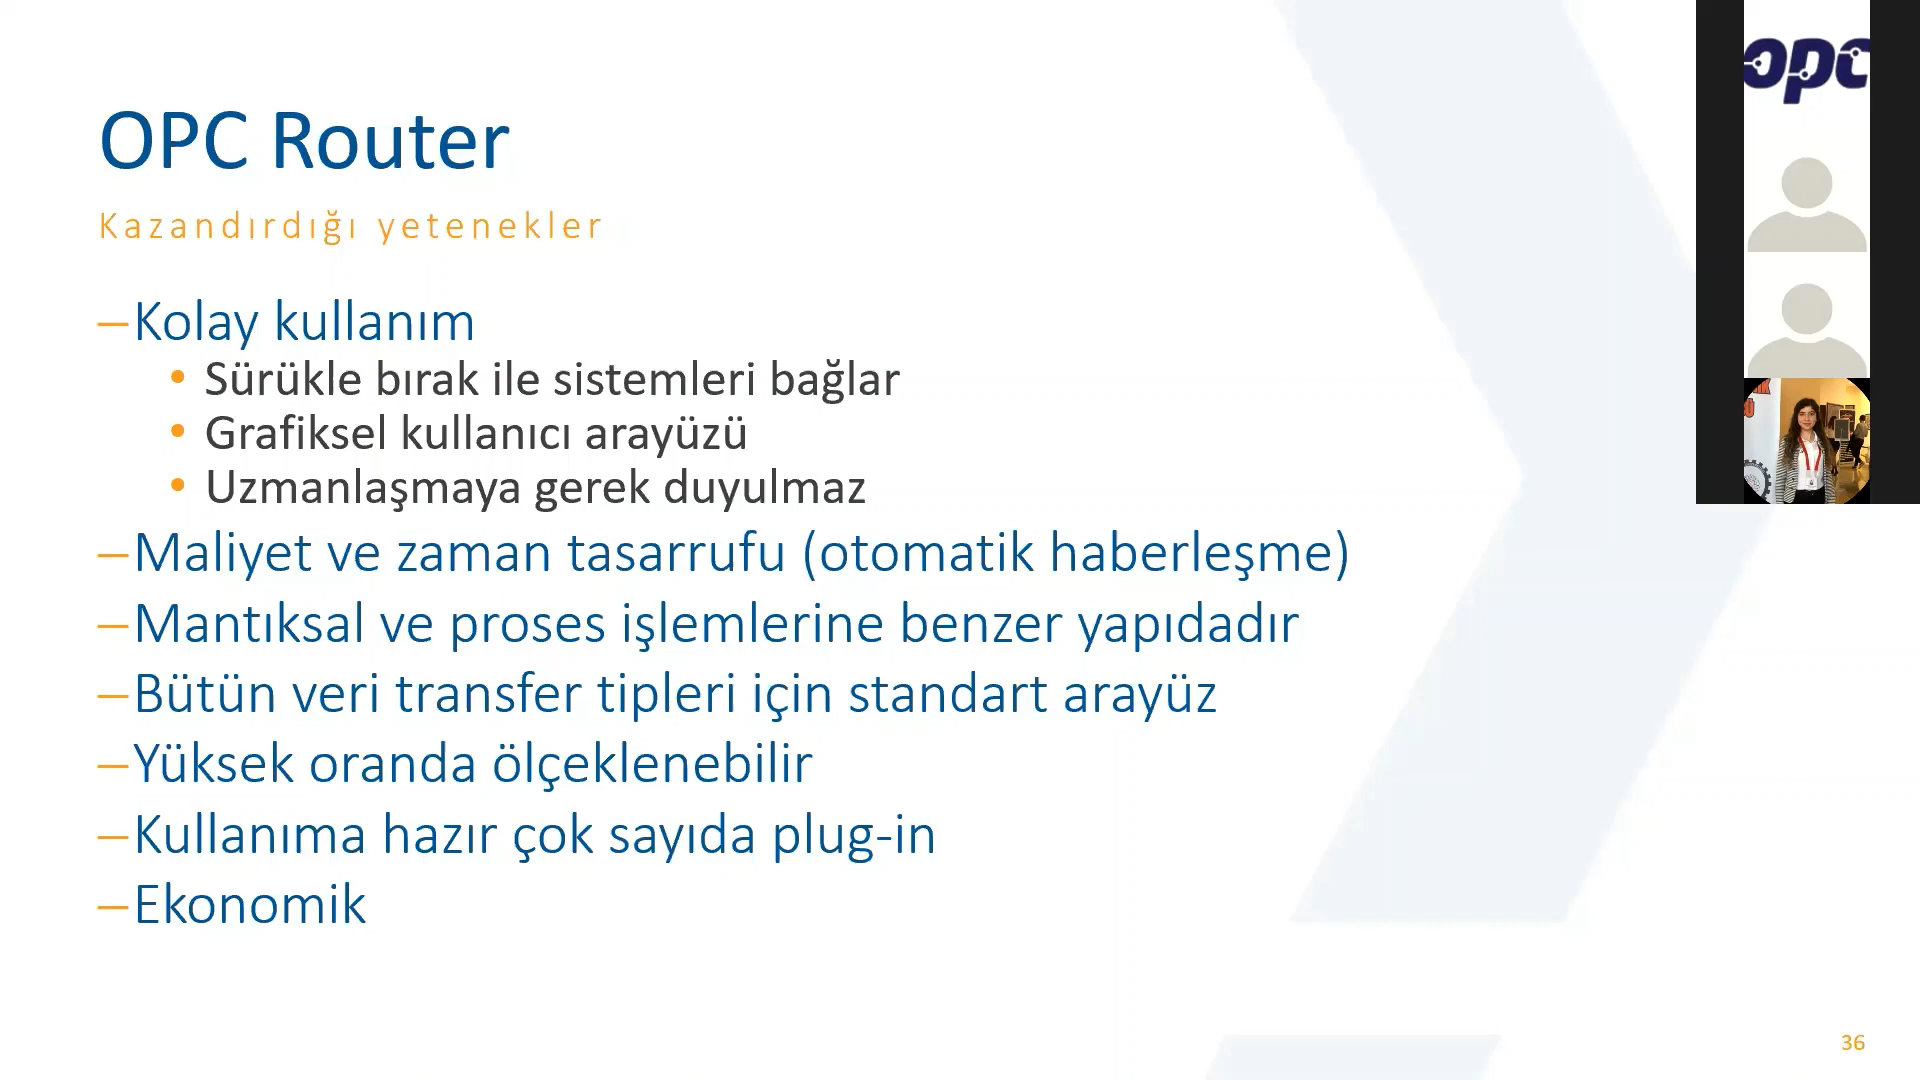 OPC Router
Kazandırdığı yetenekler
–Kolay kullanım
• Sürükle bırak ile sistemleri bağlar
• Grafiksel kullanıcı arayüzü
• Uzmanlaşmaya gerek duyulmaz
–Maliyet ve zaman tasarrufu (otomatik haberleşme)
–Mantıksal ve proses işlemlerine benzer yapıdadır
–Bütün veri transfer tipleri için standart arayüz
–Yüksek oranda ölçeklenebilir
–Kullanıma hazır çok sayıda plug-in
–Ekonomik
opc
36